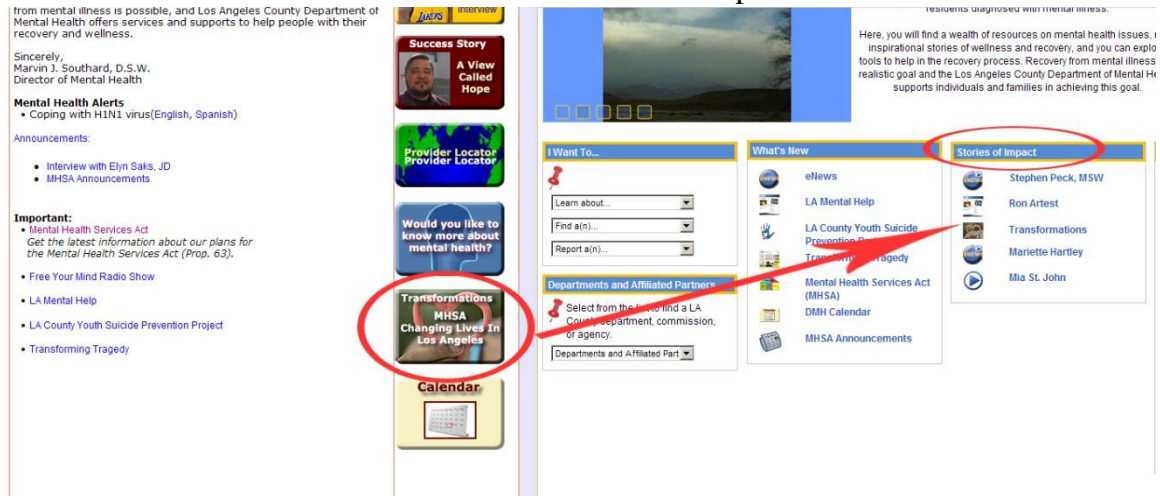 from mental illness is possible, and Los Angeles County Department of
Mental Health offers services and supports to help people with their
recovery and wellness.
Sincerely,
Marvin J. Southard, D.S.W.
Director of Mental Health
Mental Health Alerts
• Coping with H1N1 virus(English, Spanish)
Announcements:
• Interview with Elyn Saks, JD
• MHSA Announcements
Important:
• Mental Health Services Act
Get the latest information about our plans for
the Mental Health Services Act (Prop. 63).
• Free Your Mind Radio Show
• LA Mental Help
• LA County Youth Suicide Prevention Project
• Transforming Tragedy
LAKERS
Interview
Success Story
A View
Called
Hope
Provider Locator
Provider Locator
Would you like to
know more about
mental health?
Transformations
MHSA
Changing Lives In
Los Angeles
Calendar
residents diagnosed with mental illness.
Here, you will find a wealth of resources on mental health issues,
inspirational stories of wellness and recovery, and you can explo
tools to help in the recovery process. Recovery from mental illness
realistic goal and the Los Angeles County Department of Mental He
supports individuals and families in achieving this goal.
I Want To...
Learn about...
Find a(n)...
Report a(n)...
Departments and Affiliated Partners
Select from the list to find a LA
County department, commission,
or agency.
Departments and Affiliated Part
What's New
eNews
LA Mental Help
LA County Youth Suicide
Prevention
Transforming Tragedy
Mental Health Services Act
(MHSA)
DMH Calendar
MHSA Announcements
Stories of Impact
Stephen Peck, MSW
Ron Artest
Transformations
Mariette Hartley
Mia St. John